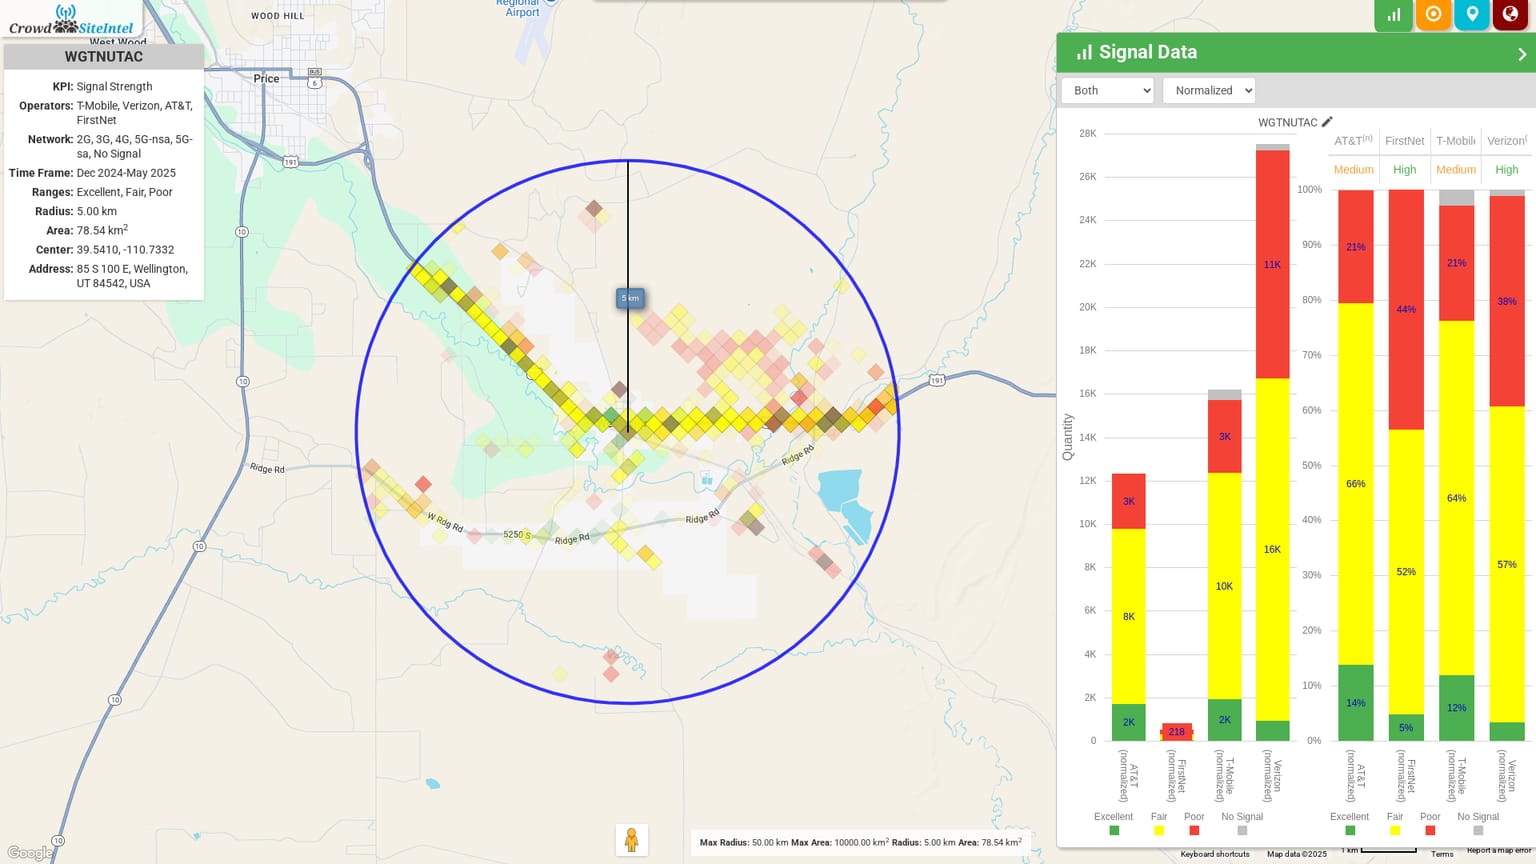 Crowd SiteIntel
WGTNUTAC
KPI: Signal Strength
Operators: T-Mobile, Verizon, AT&T,
FirstNet
Network: 2G, 3G, 4G, 5G-nsa, 5G-
sa, No Signal
Time Frame: Dec 2024-May 2025
Ranges: Excellent, Fair, Poor
Radius: 5.00 km
Area: 78.54 km²
Center: 39.5410, -110.7332
Address: 85 S 100 E, Wellington,
UT 84542, USA
WOOD HILL
West Wood
Regional
Airport
Price
BUS
6
191
10
10
10
10
10
191
5 km
Ridge Rd
W Rdg Rd
5250 S
Ridge Rd
Ridge Rd
Ridge Rd
Google
Max Radius: 50.00 km Max Area: 10000.00 km² Radius: 5.00 km Area: 78.54 km²
Signal Data
Both
Normalized
WGTNUTAC
Quantity
28K
26K
24K
22K
20K
18K
16K
14K
12K
10K
8K
6K
4K
2K
0
3K
8K
2K
218
3K
10K
2K
11K
16K
AT&T (normalized)
FirstNet (normalized)
T-Mobile (normalized)
Verizon (normalized)
Excellent
Fair
Poor
No Signal
AT&T(n)
FirstNet
T-Mobile
Verizon(
Medium
High
Medium
High
100%
90%
80%
70%
60%
50%
40%
30%
20%
10%
0%
21%
66%
14%
44%
52%
5%
21%
64%
12%
38%
57%
AT&T (normalized)
FirstNet (normalized)
T-Mobile (normalized)
Verizon (normalized)
Excellent
Fair
Poor
No Signal
Keyboard shortcuts
Map data ©2025
1 km
Terms
Report a map error